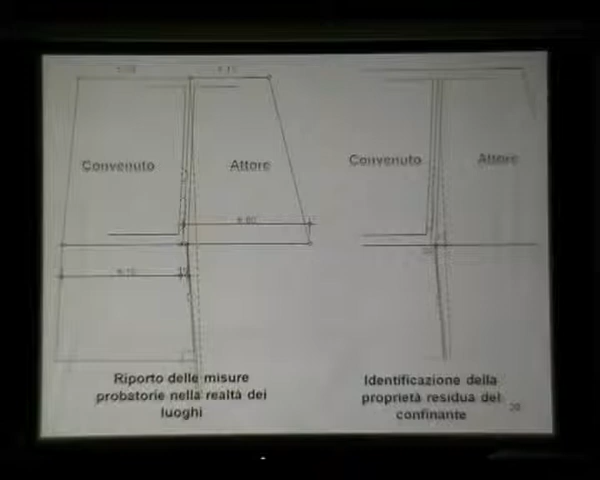 Convenuto
Attore
Convenuto
Attore
Riporto delle misure
probatorie nella realtà dei
luoghi
Identificazione della
proprietà residua del
confinante